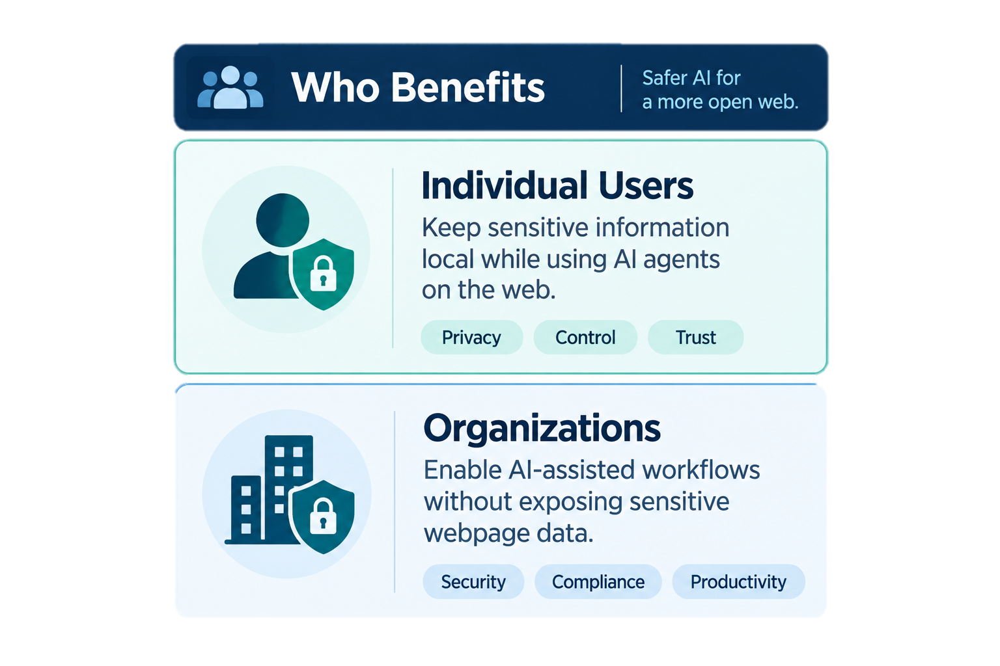 Who Benefits
Safer AI for
a more open web.
Individual Users
Keep sensitive information
local while using AI agents
on the web.
Privacy
Control
Trust
Organizations
Enable AI-assisted workflows
without exposing sensitive
webpage data.
Security
Compliance
Productivity